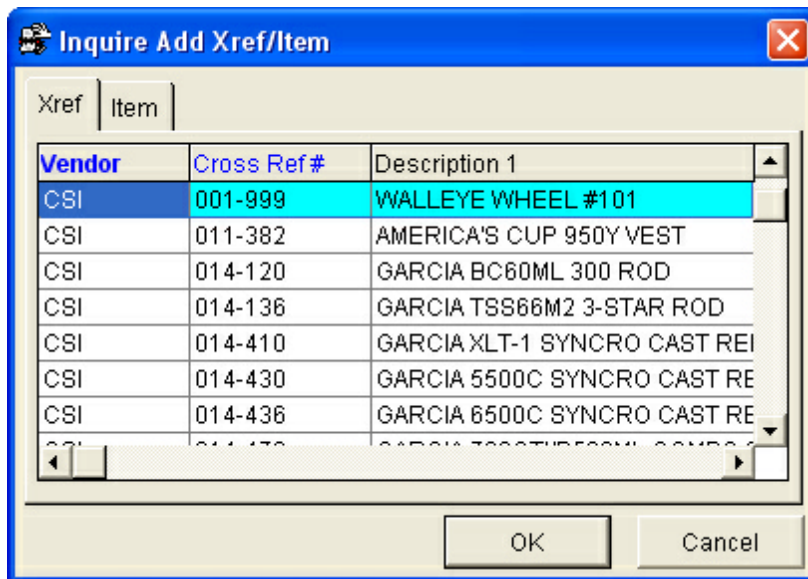 Inquire Add Xref/Item
Xref Item
Vendor Cross Ref# Description 1
CSI 001-999 WALLEYE WHEEL #101
CSI 011-382 AMERICA'S CUP 950Y VEST
CSI 014-120 GARCIA BC60ML 300 ROD
CSI 014-136 GARCIA TSS66M2 3-STAR ROD
CSI 014-410 GARCIA XLT-1 SYNCRO CAST REI
CSI 014-430 GARCIA 5500C SYNCRO CAST RE
CSI 014-436 GARCIA 6500C SYNCRO CAST RE
OK Cancel